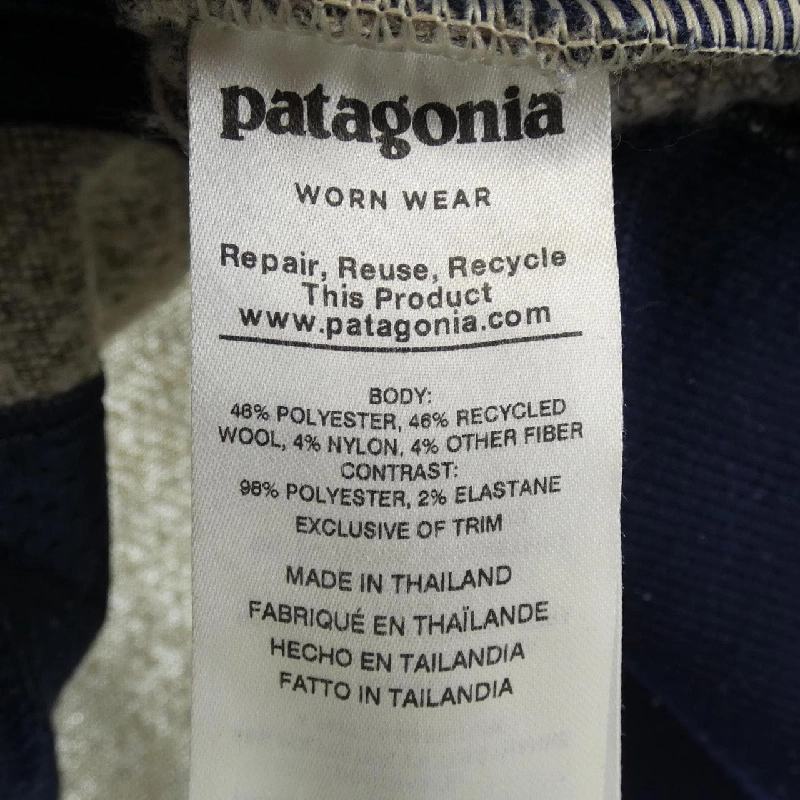 patagonia
WORN WEAR
Repair, Reuse, Recycle
This Product
www.patagonia.com
BODY:
46% POLYESTER, 46% RECYCLED
WOOL, 4% NYLON, 4% OTHER FIBER
CONTRAST:
98% POLYESTER, 2% ELASTANE
EXCLUSIVE OF TRIM
MADE IN THAILAND
FABRIQUÉ EN THAÏLANDE
HECHO EN TAILANDIA
FATTO IN TAILANDIA